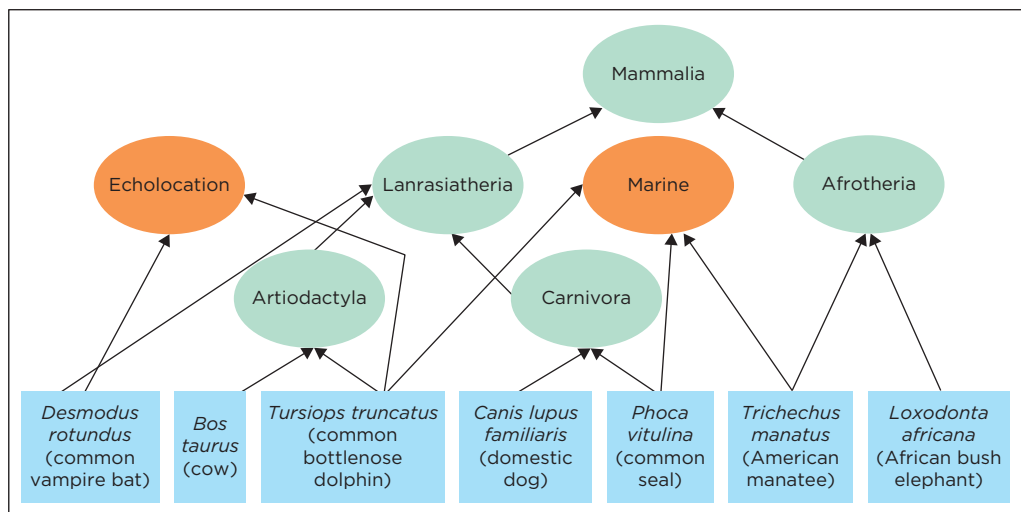 Mammalia
Echolocation
Lanrasiatheria
Marine
Afrotheria
Artiodactyla
Carnivora
Desmodus
rotundus
(common
vampire bat)
Bos
taurus
(cow)
Tursiops truncatus
(common
bottlenose
dolphin)
Canis lupus
familiaris
(domestic
dog)
Phoca
vitulina
(common
seal)
Trichechus
manatus
(American
manatee)
Loxodonta
africana
(African bush
elephant)